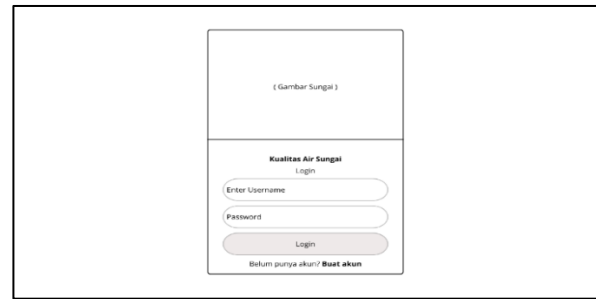 ( Gambar Sungai )
Kualitas Air Sungai
Login
Enter Username
Password
Login
Belum punya akun? Buat akun